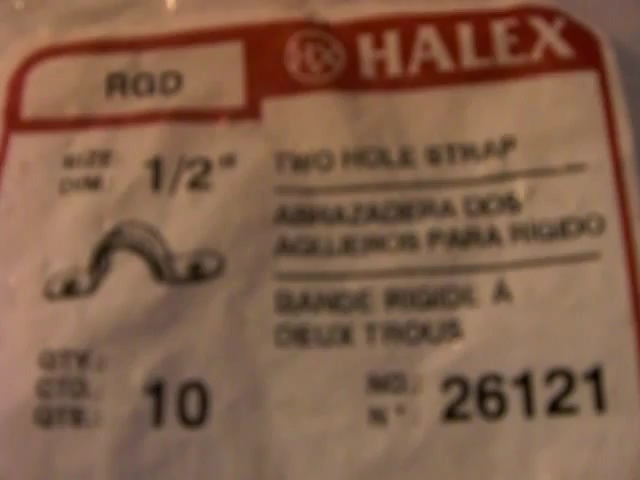 RGD
HALEX
SIZE:
DIM.:
1/2"
TWO HOLE STRAP
ABRAZADERA DOS
AGUJEROS PARA RIGIDO
BANDE RIGIDE À
DEUX TROUS
QTY.:
CTD.:
QTE.:
10
NO.:
N°:
26121